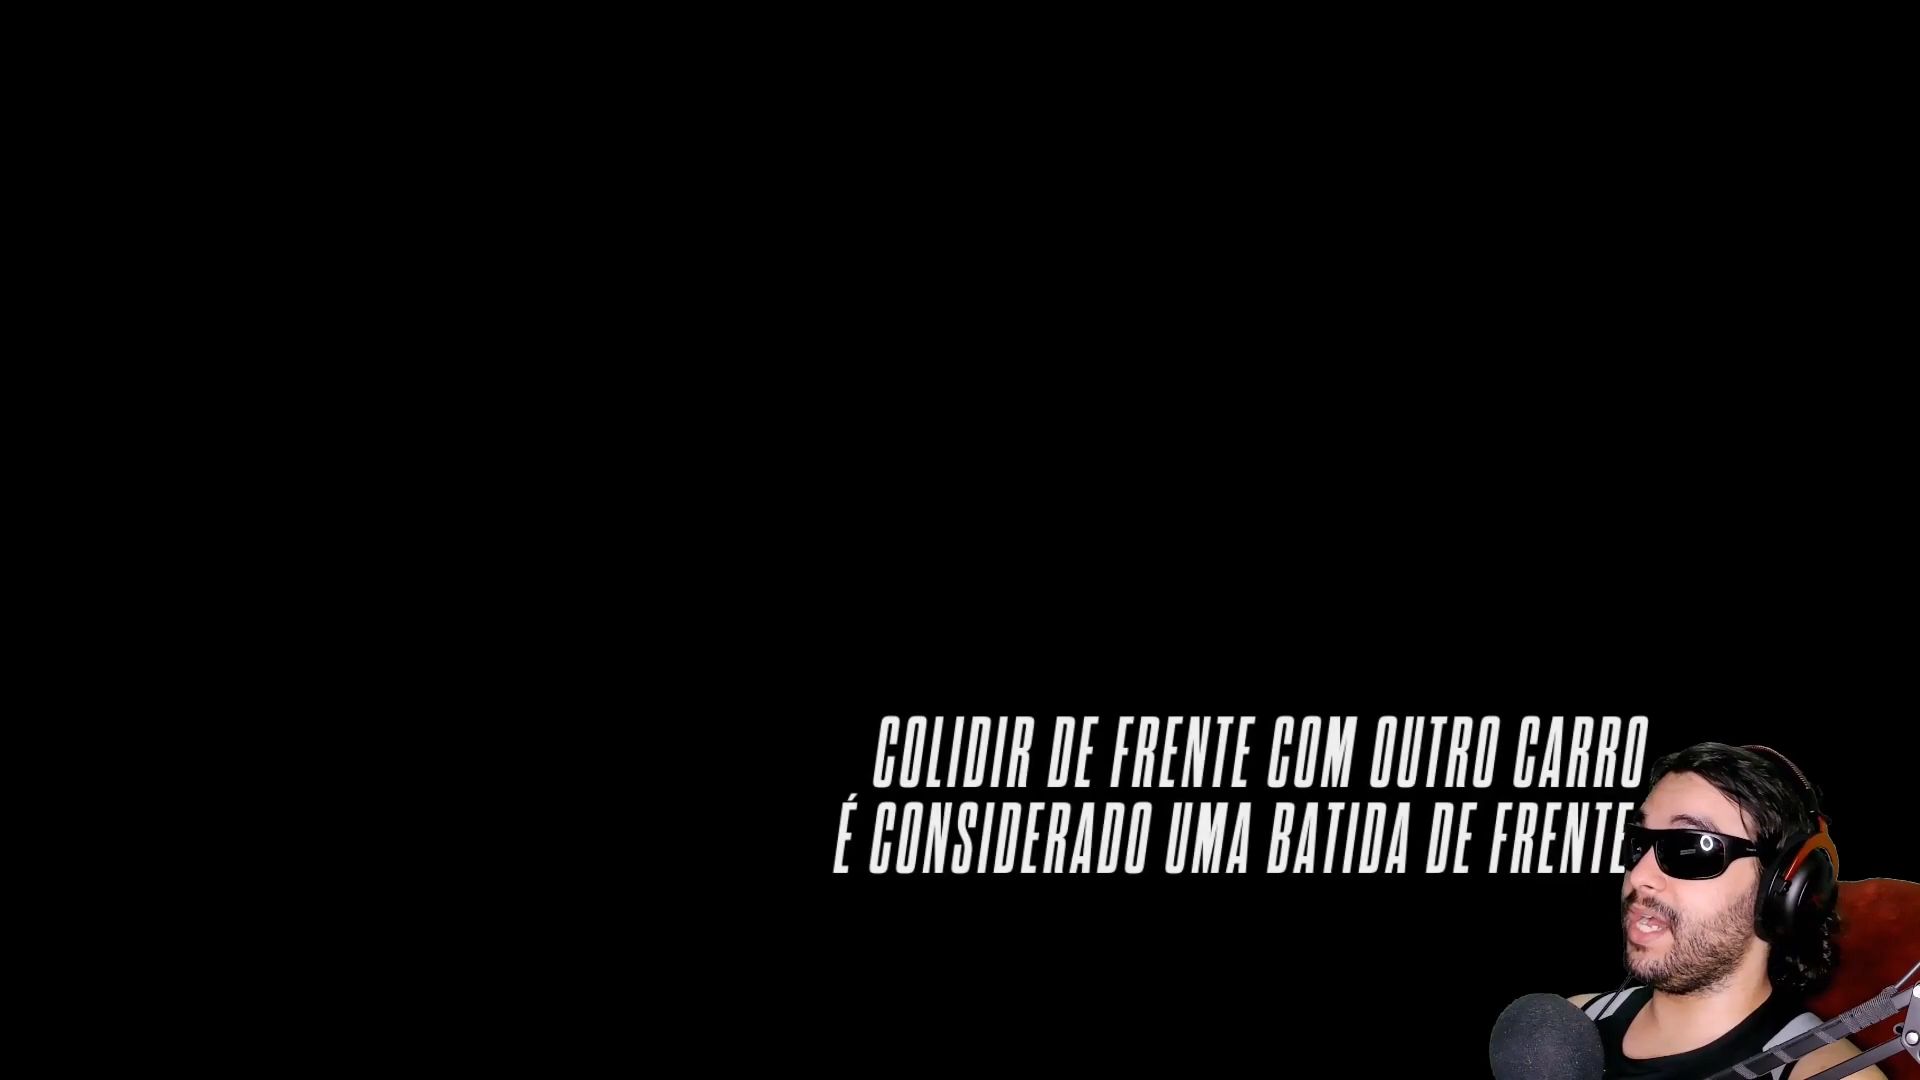 COLIDIR DE FRENTE COM OUTRO CARRO
É CONSIDERADO UMA BATIDA DE FRENTE